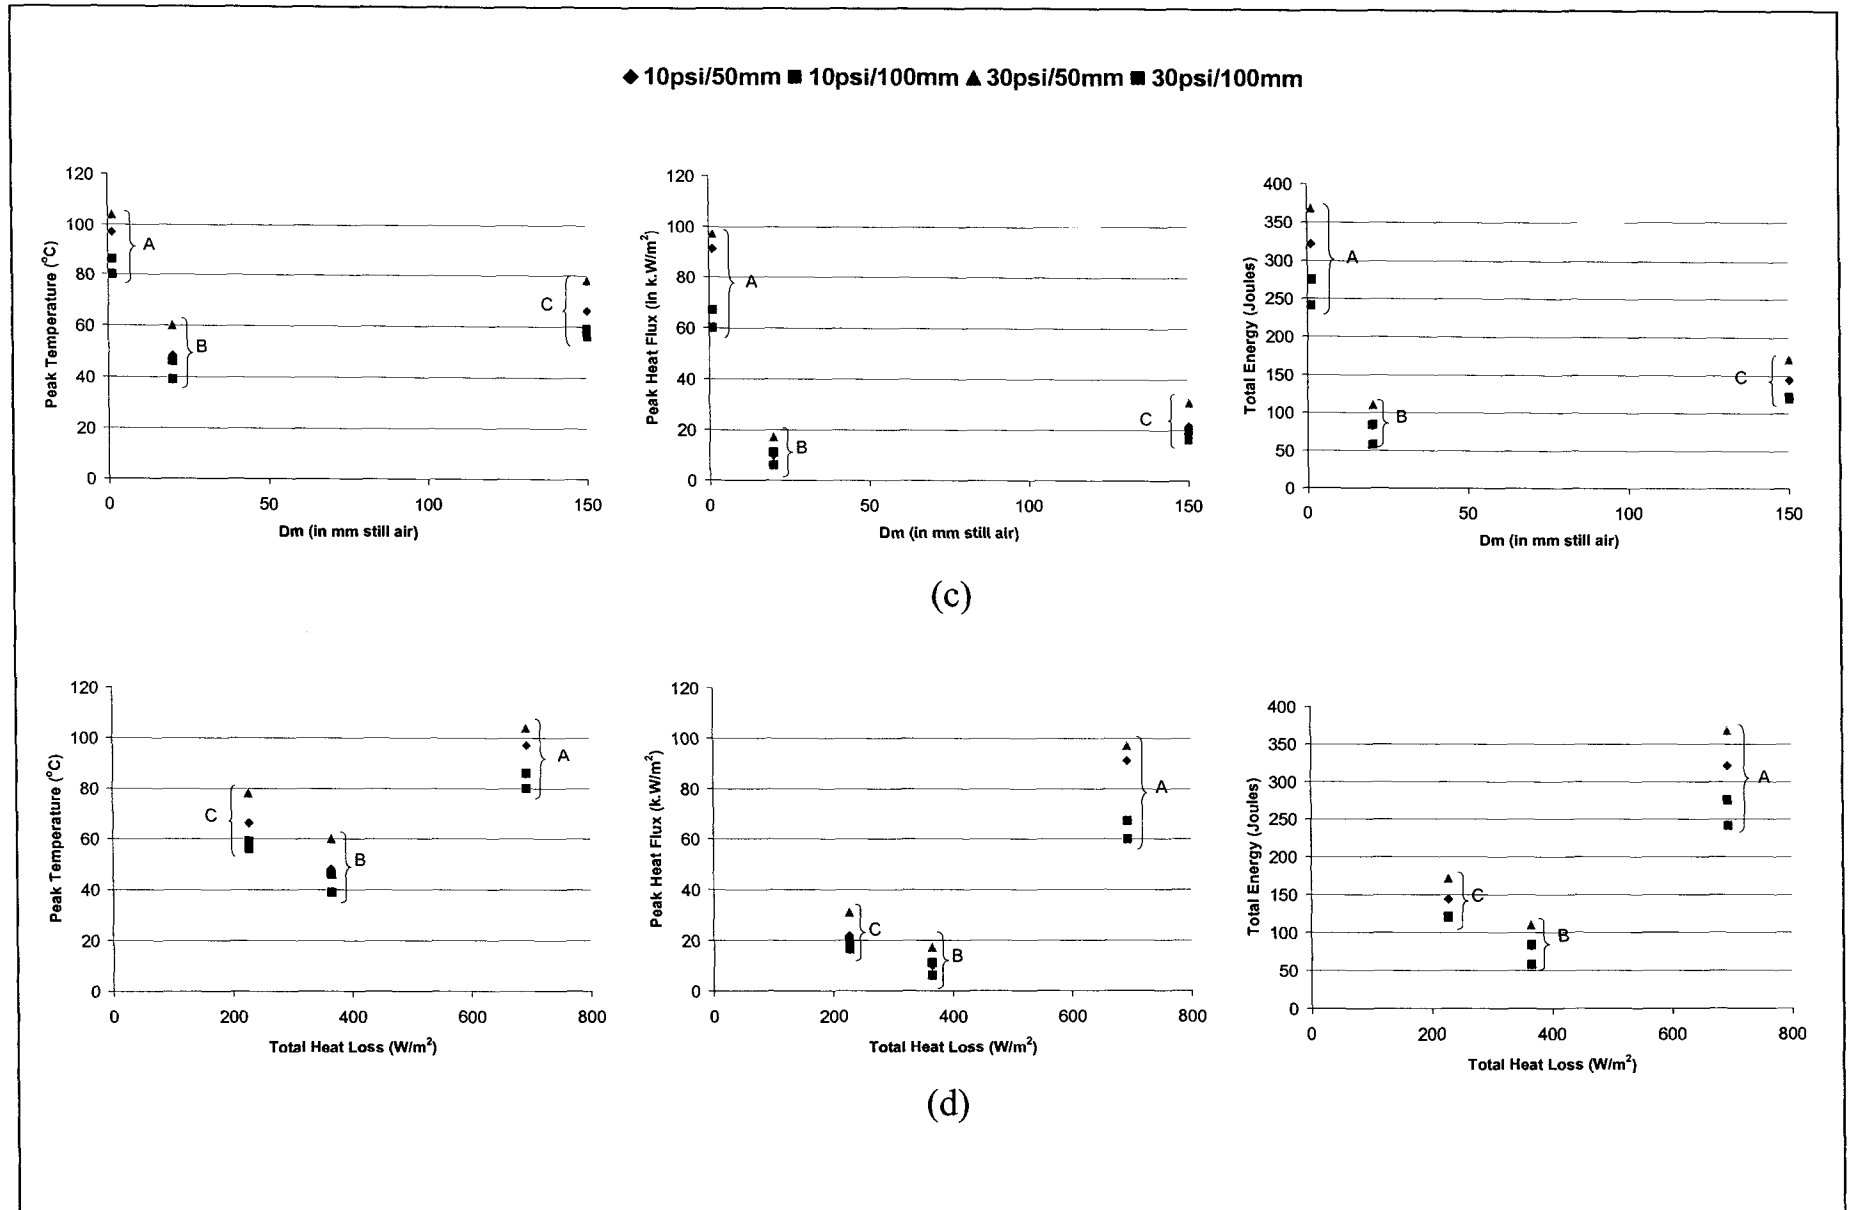 ◆ 10psi/50mm ■ 10psi/100mm ▲ 30psi/50mm ■ 30psi/100mm
Peak Temperature (°C)
120
100
80
60
40
20
0
A
B
C
0 50 100 150
Dm (in mm still air)
Peak Heat Flux (in k.W/m²)
120
100
80
60
40
20
0
A
B
C
0 50 100 150
Dm (in mm still air)
Total Energy (Joules)
400
350
300
250
200
150
100
50
0
A
B
C
0 50 100 150
Dm (in mm still air)
(c)
Peak Temperature (°C)
120
100
80
60
40
20
0
C
B
A
0 200 400 600 800
Total Heat Loss (W/m²)
Peak Heat Flux (k.W/m²)
120
100
80
60
40
20
0
C
B
A
0 200 400 600 800
Total Heat Loss (W/m²)
Total Energy (Joules)
400
350
300
250
200
150
100
50
0
C
B
A
0 200 400 600 800
Total Heat Loss (W/m²)
(d)